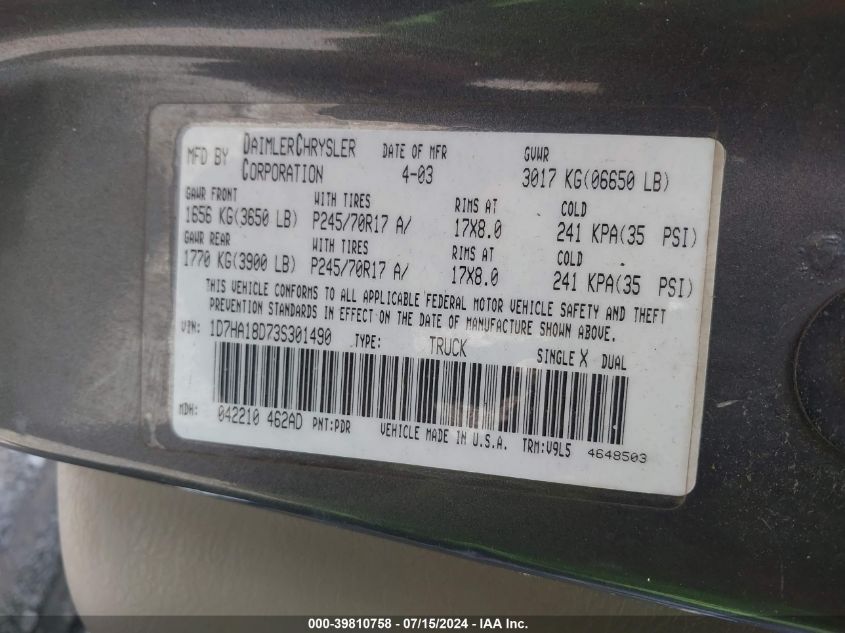 MFD BY DAIMLERCHRYSLER CORPORATION DATE OF MFR 4-03 GVWR 3017 KG(06650 LB)
GAWR FRONT WITH TIRES RIMS AT COLD
1656 KG(3650 LB) P245/70R17 A/ 17X8.0 241 KPA(35 PSI)
GAWR REAR WITH TIRES RIMS AT COLD
1770 KG(3900 LB) P245/70R17 A/ 17X8.0 241 KPA(35 PSI)
THIS VEHICLE CONFORMS TO ALL APPLICABLE FEDERAL MOTOR VEHICLE SAFETY AND THEFT
PREVENTION STANDARDS IN EFFECT ON THE DATE OF MANUFACTURE SHOWN ABOVE.
VIN: 1D7HA18D73S301490 TYPE: TRUCK SINGLE X DUAL
MDH: 042210 462AD PNT:PDR VEHICLE MADE IN U.S.A. TRM:V9L5 4648503
000-39810758 - 07/15/2024 - IAA Inc.